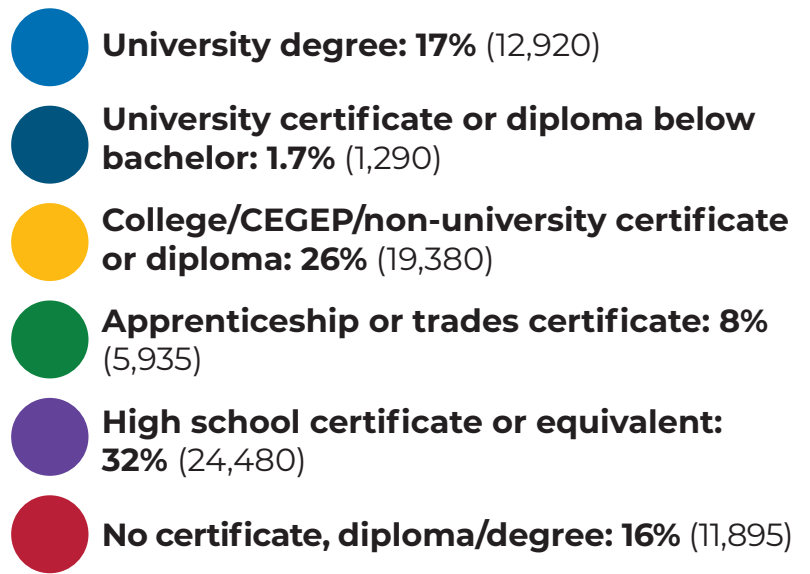 University degree: 17% (12,920)
University certificate or diploma below
bachelor: 1.7% (1,290)
College/CEGEP/non-university certificate
or diploma: 26% (19,380)
Apprenticeship or trades certificate: 8%
(5,935)
High school certificate or equivalent:
32% (24,480)
No certificate, diploma/degree: 16% (11,895)